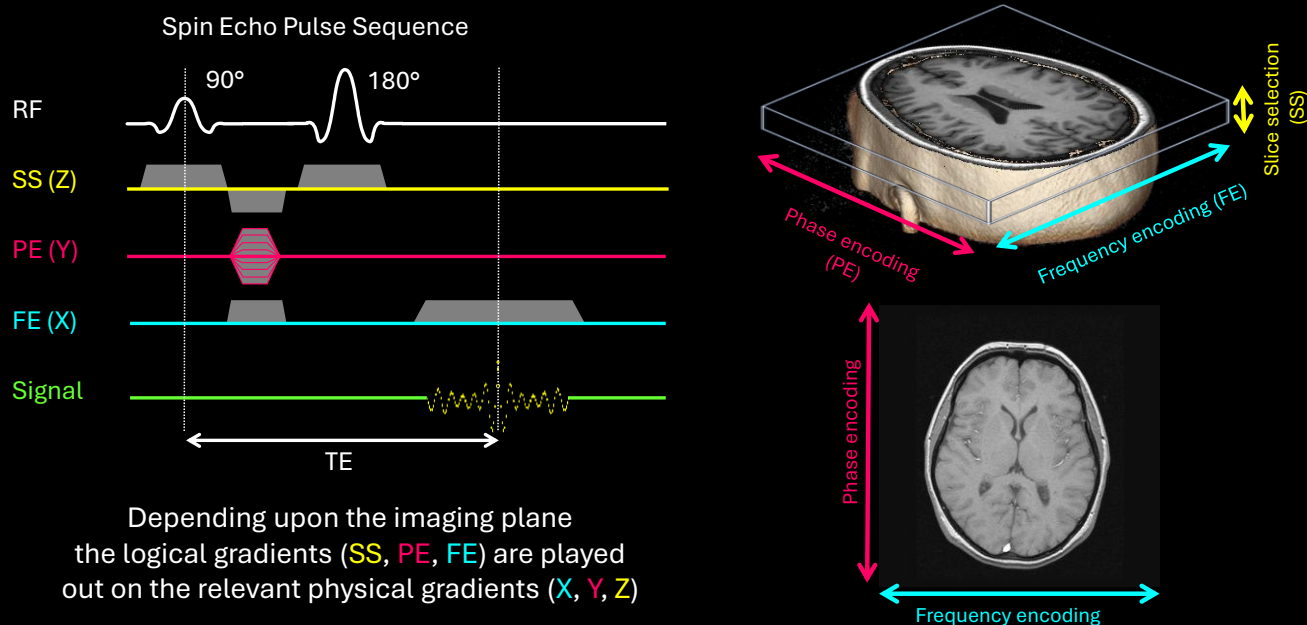 Spin Echo Pulse Sequence
90°
180°
RF
SS (Z)
PE (Y)
FE (X)
Signal
TE
Depending upon the imaging plane
the logical gradients (SS, PE, FE) are played
out on the relevant physical gradients (X, Y, Z)
Slice selection
(SS)
Phase encoding
(PE)
Frequency encoding (FE)
Phase encoding
Frequency encoding